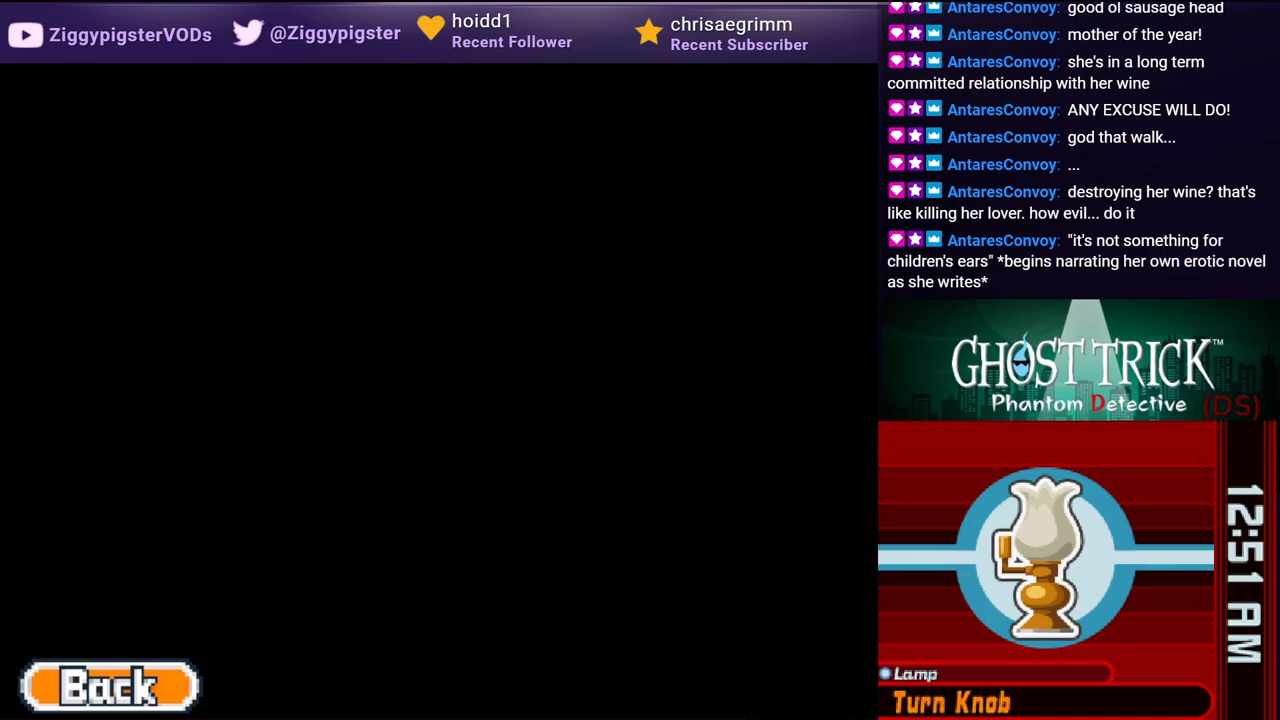 ZiggypigsterVODs
@Ziggypigster
hoidd1
Recent Follower
chrisaegrimm
Recent Subscriber
AntaresConvoy: good ol sausage head
AntaresConvoy: mother of the year!
AntaresConvoy: she's in a long term
committed relationship with her wine
AntaresConvoy: ANY EXCUSE WILL DO!
AntaresConvoy: god that walk...
AntaresConvoy: ...
AntaresConvoy: destroying her wine? that's
like killing her lover. how evil... do it
AntaresConvoy: "it's not something for
children's ears" *begins narrating her own erotic novel
as she writes*
GHOST TRICK™
Phantom Detective (DS)
12:51 AM
Lamp
Turn Knob
Back